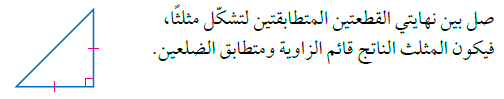 صل بين نهايتي القطعتين المتطابقتين لتشكّل مثلثًا،
فيكون المثلث الناتج قائم الزاوية ومتطابق الضلعين.